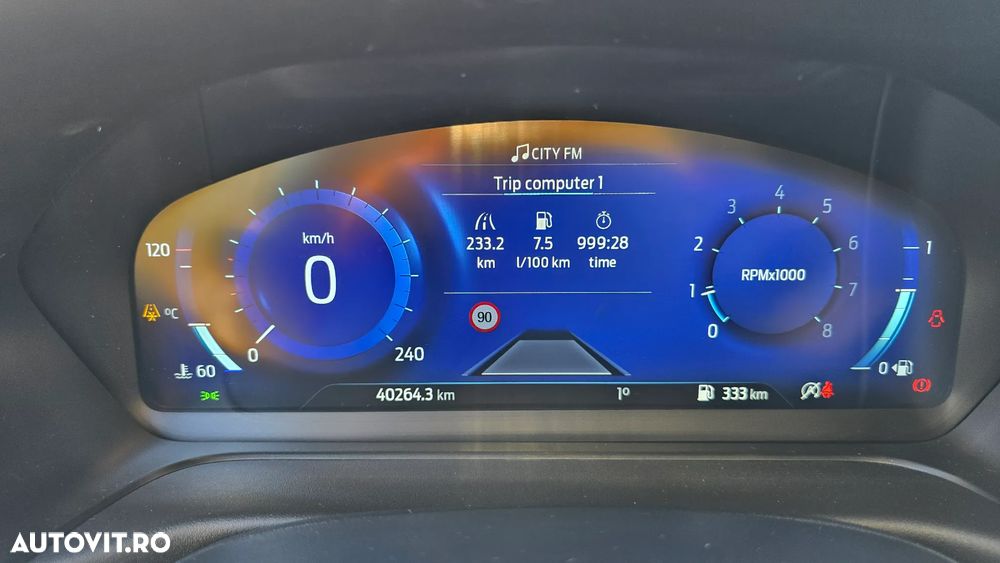 CITY FM
Trip computer 1
233.2 7.5 999:28
km l/100 km time
90
km/h
0
120
°C
60
0
240
RPMx1000
0
1
2
3
4
5
6
7
8
1
0
40264.3 km
1°
333 km
AUTOVIT.RO